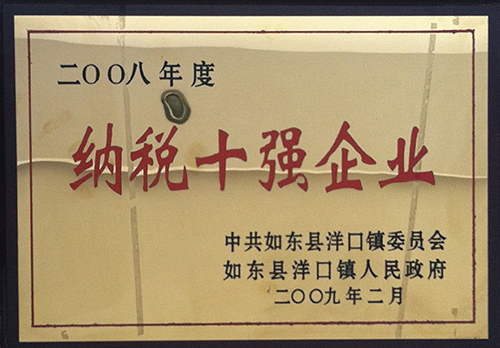 二〇〇八年度
纳税十强企业
中共如东县洋口镇委员会
如东县洋口镇人民政府
二〇〇九年二月